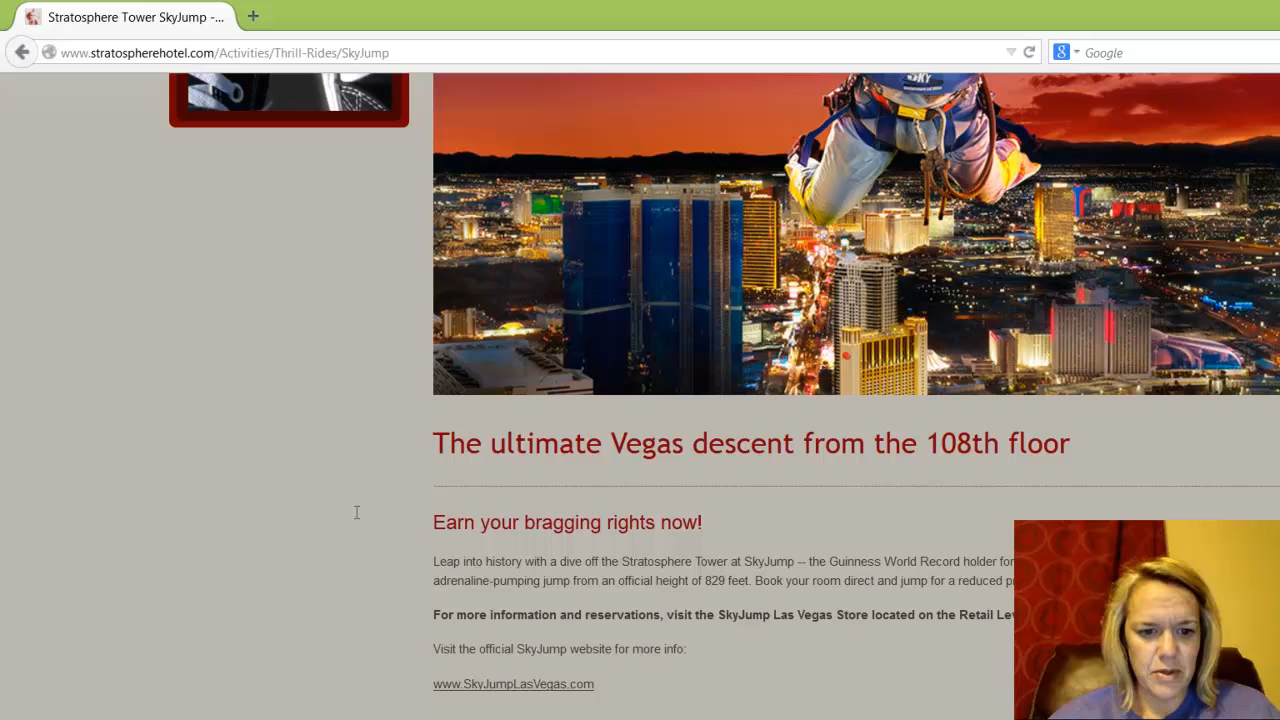 Stratosphere Tower SkyJump -...
www.stratospherehotel.com/Activities/Thrill-Rides/SkyJump
Google
SKY
The ultimate Vegas descent from the 108th floor
Earn your bragging rights now!
Leap into history with a dive off the Stratosphere Tower at SkyJump -- the Guinness World Record holder for
adrenaline-pumping jump from an official height of 829 feet. Book your room direct and jump for a reduced
For more information and reservations, visit the SkyJump Las Vegas Store located on the Retail
Visit the official SkyJump website for more info:
www.SkyJumpLasVegas.com